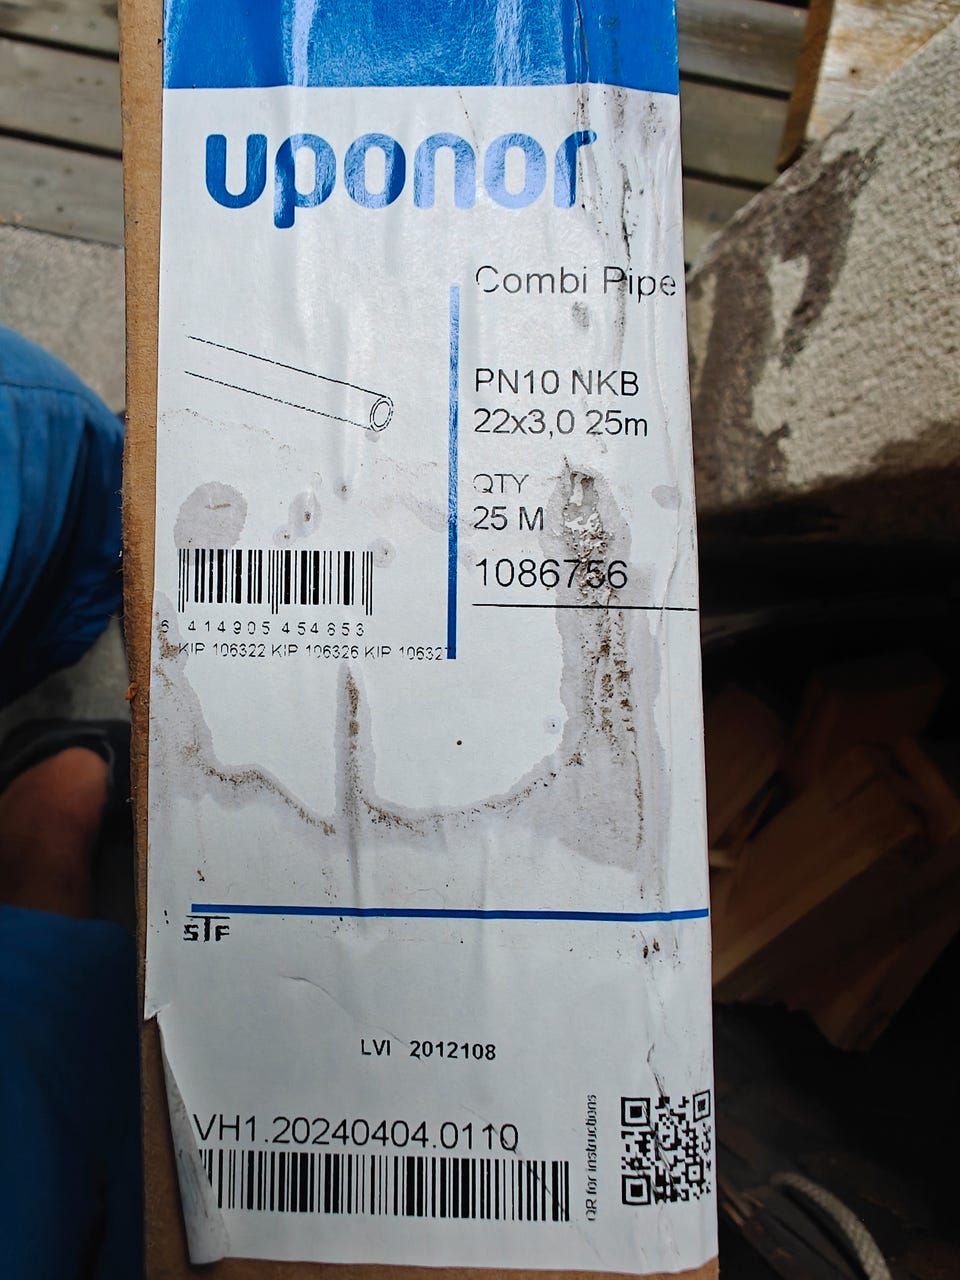 uponor
Combi Pipe
PN10 NKB
22x3,0 25m
QTY
25 M
1086756
6 414905 454853
KIP 106322 KIP 106326 KIP 106327
STF
LVI 2012108
VH1.20240404.0110
QR for instructions